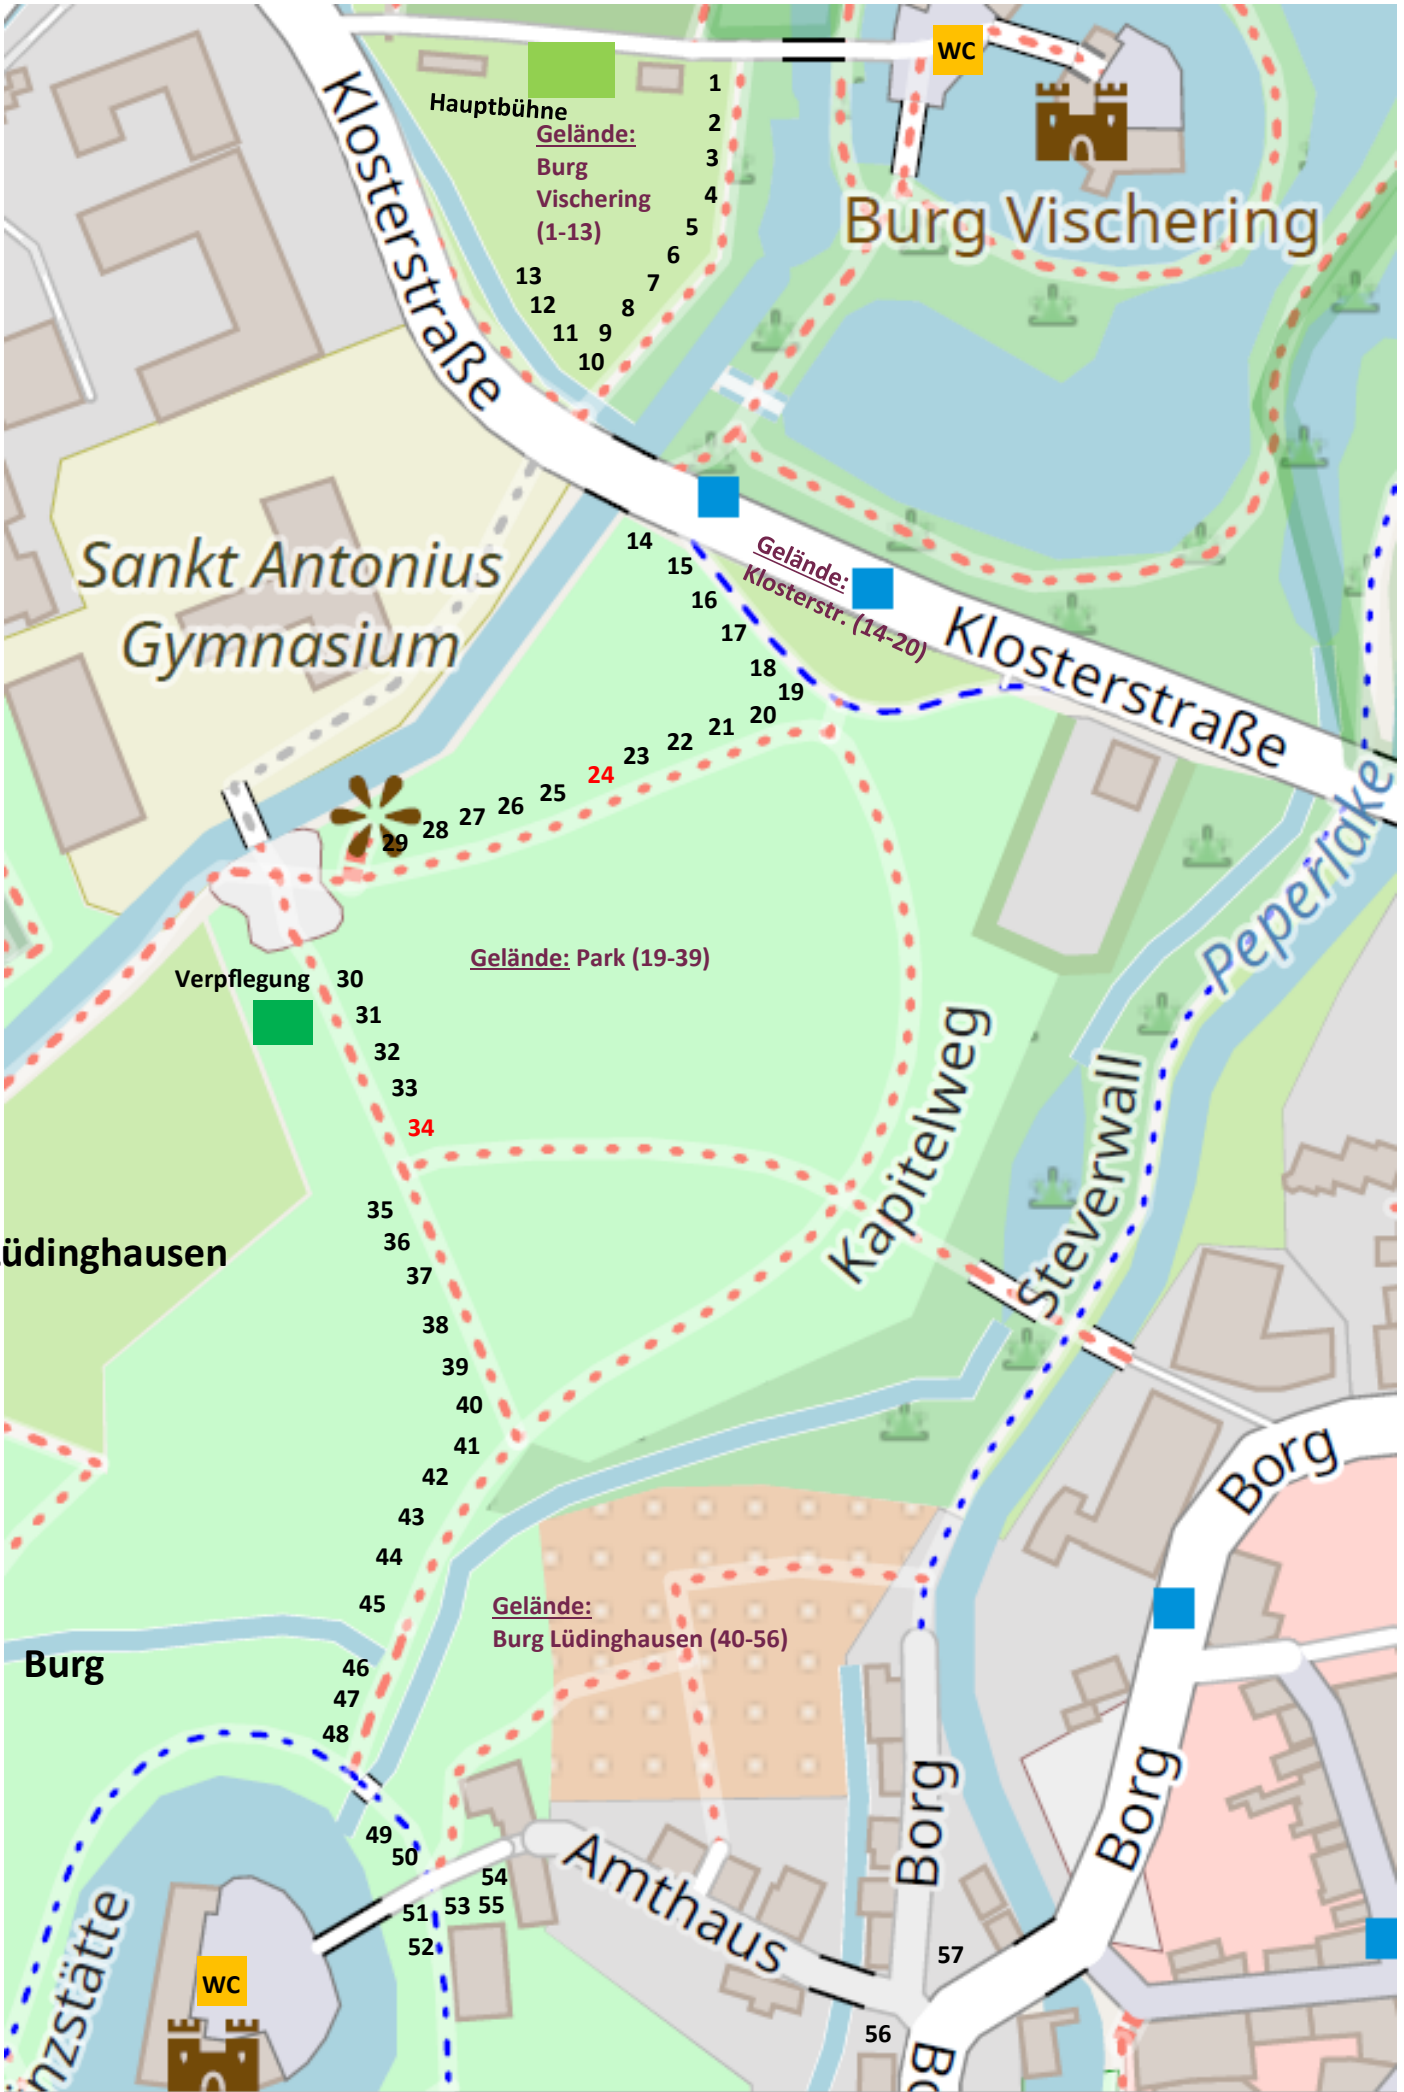 WC
1
Hauptbühne
2
Gelände:
Burg
Vischering
(1-13)
3
4
5
6
7
8
9
10
11
12
13
Burg Vischering
Klosterstraße
Sankt Antonius
Gymnasium
14
15
16
17
18
19
20
Gelände:
Klosterstr. (14-20)
Klosterstraße
21
22
23
24
25
26
27
28
29
Peperlake
Gelände: Park (19-39)
Verpflegung
30
31
32
33
34
Kapitelweg
Steverwall
35
36
37
38
39
üdinghausen
40
41
42
43
44
45
Borg
Gelände:
Burg Lüdinghausen (40-56)
Burg
46
47
48
49
50
51
52
53
54
55
Amthaus
Borg
Borg
57
56
Bo
WC
nzstätte